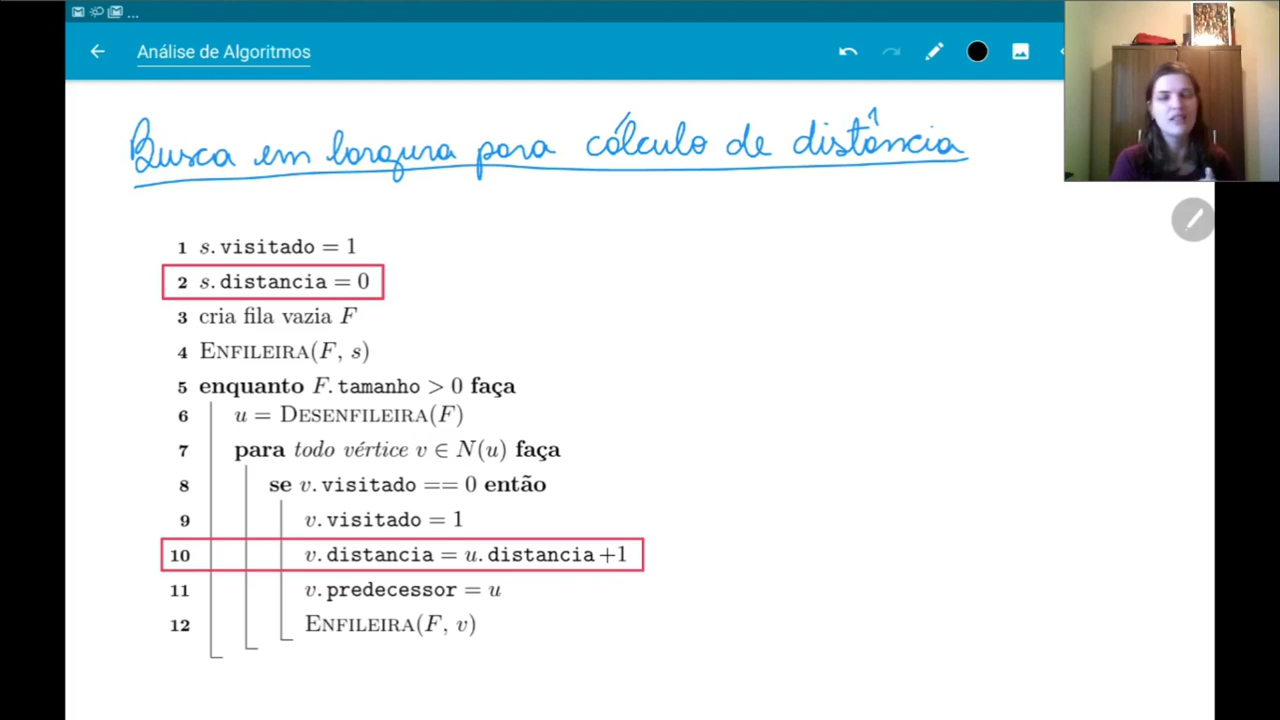 ...
Análise de Algoritmos
Busca em largura para cálculo de distância
1 s.visitado = 1
2 s.distancia = 0
3 cria fila vazia F
4 ENFILEIRA(F, s)
5 enquanto F.tamanho > 0 faça
6 u = DESENFILEIRA(F)
7 para todo vértice v ∈ N(u) faça
8 se v.visitado == 0 então
9 v.visitado = 1
10 v.distancia = u.distancia +1
11 v.predecessor = u
12 ENFILEIRA(F, v)